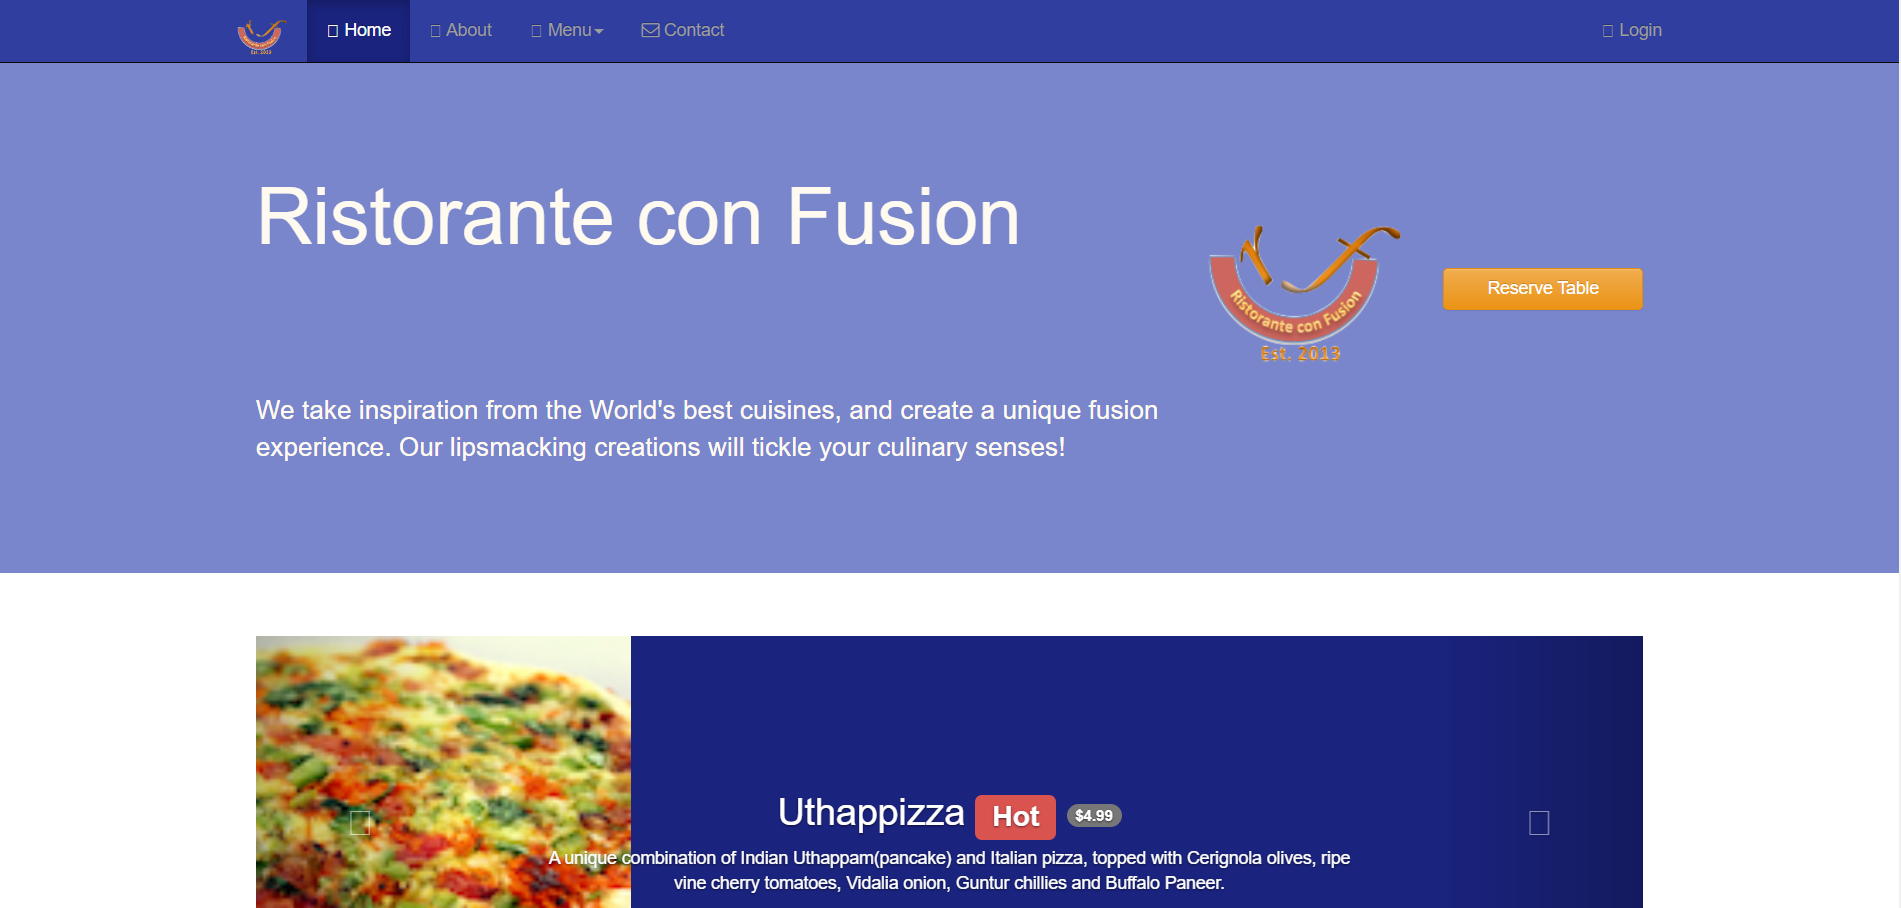 Home About Menu Contact Login
Ristorante con Fusion
Ristorante con Fusion
Est. 2013
Reserve Table
We take inspiration from the World's best cuisines, and create a unique fusion
experience. Our lipsmacking creations will tickle your culinary senses!
Uthappizza Hot $4.99
A unique combination of Indian Uthappam(pancake) and Italian pizza, topped with Cerignola olives, ripe
vine cherry tomatoes, Vidalia onion, Guntur chillies and Buffalo Paneer.